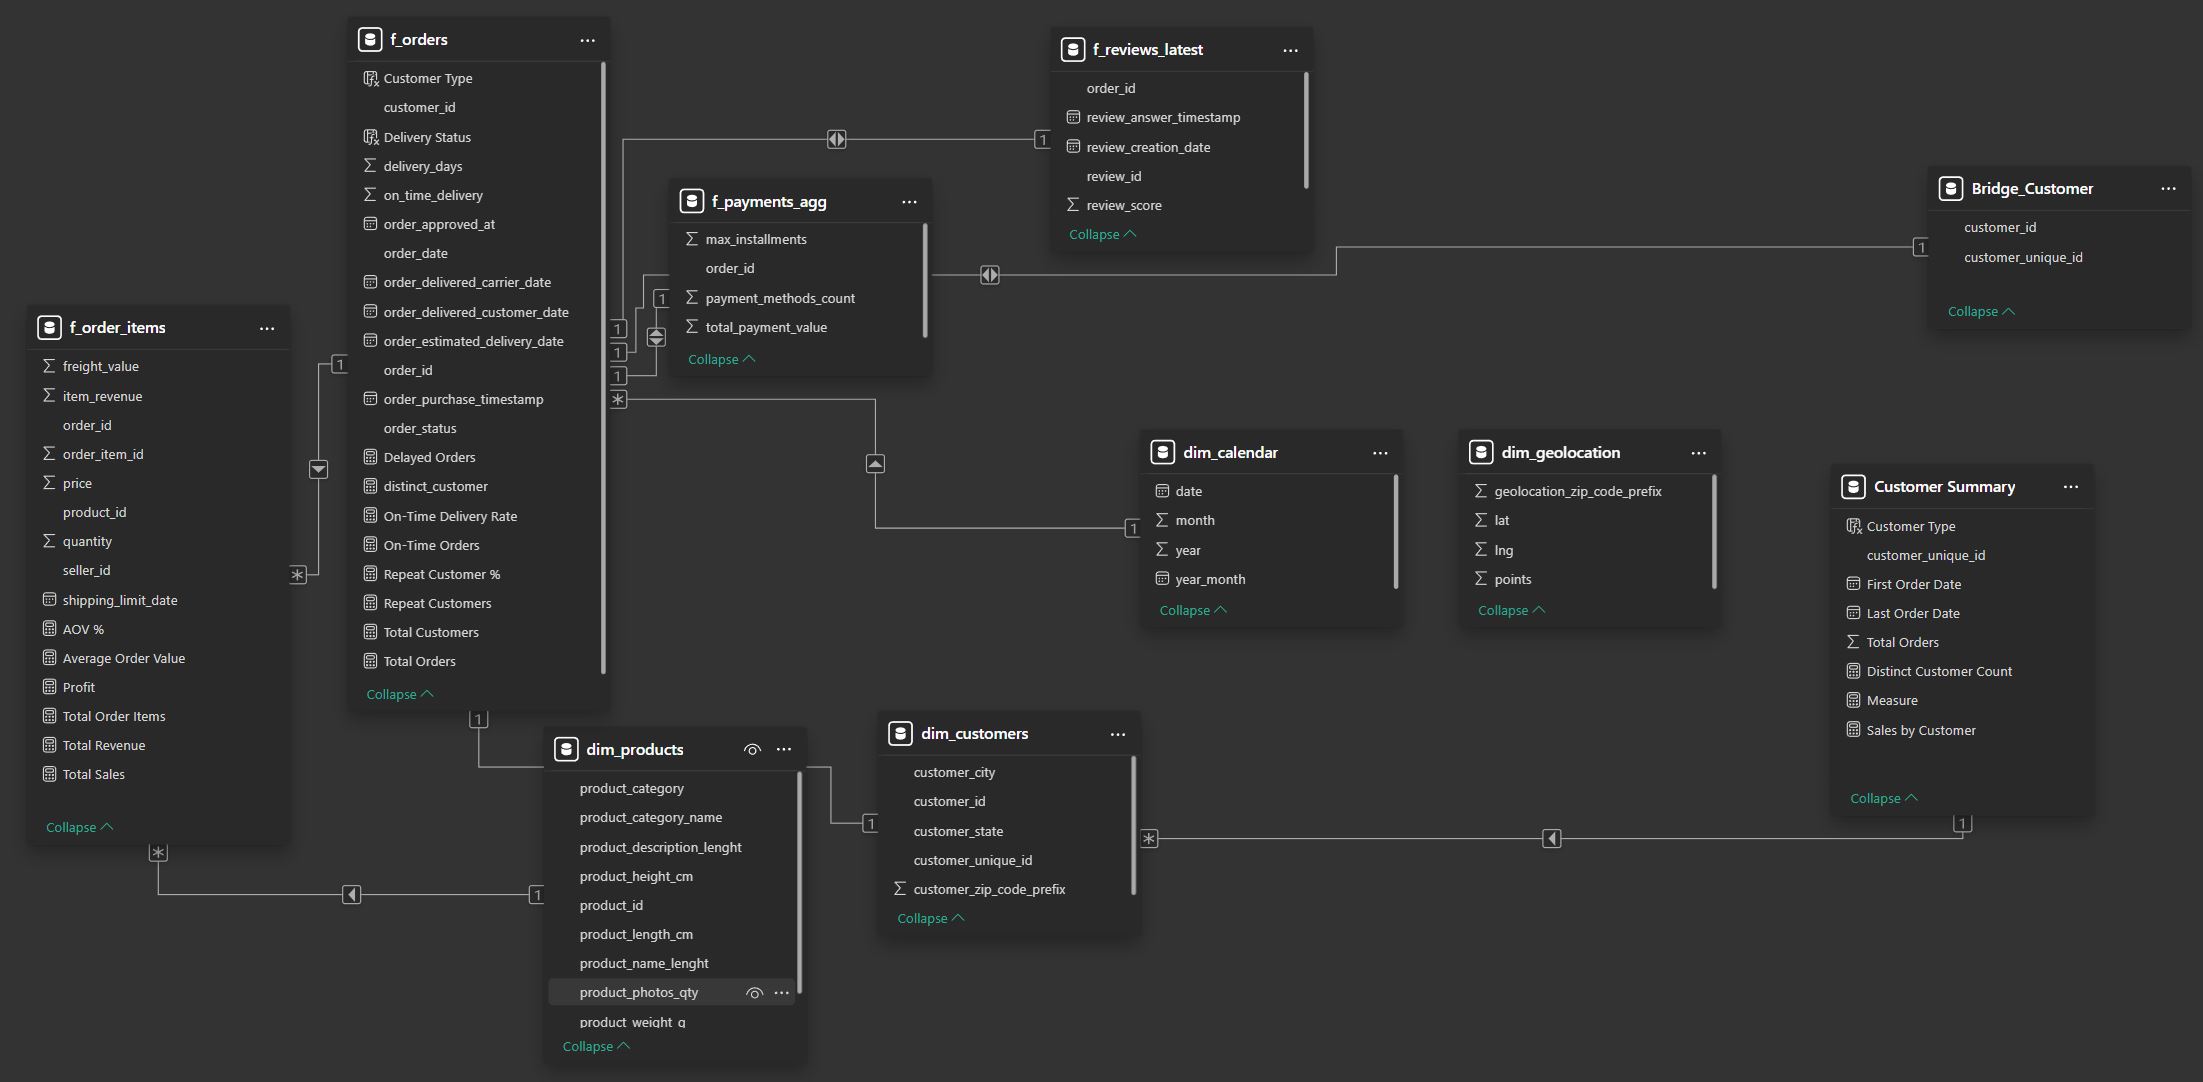 f_orders
Customer Type
customer_id
Delivery Status
delivery_days
on_time_delivery
order_approved_at
order_date
order_delivered_carrier_date
order_delivered_customer_date
order_estimated_delivery_date
order_id
order_purchase_timestamp
order_status
Delayed Orders
distinct_customer
On-Time Delivery Rate
On-Time Orders
Repeat Customer %
Repeat Customers
Total Customers
Total Orders
Collapse
f_reviews_latest
order_id
review_answer_timestamp
review_creation_date
review_id
review_score
Collapse
f_payments_agg
max_installments
order_id
payment_methods_count
total_payment_value
Collapse
Bridge_Customer
customer_id
customer_unique_id
Collapse
f_order_items
freight_value
item_revenue
order_id
order_item_id
price
product_id
quantity
seller_id
shipping_limit_date
AOV %
Average Order Value
Profit
Total Order Items
Total Revenue
Total Sales
Collapse
dim_calendar
date
month
year
year_month
Collapse
dim_geolocation
geolocation_zip_code_prefix
lat
lng
points
Collapse
Customer Summary
Customer Type
customer_unique_id
First Order Date
Last Order Date
Total Orders
Distinct Customer Count
Measure
Sales by Customer
Collapse
dim_products
product_category
product_category_name
product_description_lenght
product_height_cm
product_id
product_length_cm
product_name_lenght
product_photos_qty
product_weight_g
Collapse
dim_customers
customer_city
customer_id
customer_state
customer_unique_id
customer_zip_code_prefix
Collapse
1
1
1
1
*
1
1
1
1
*
1
1
*
1
*
1
1